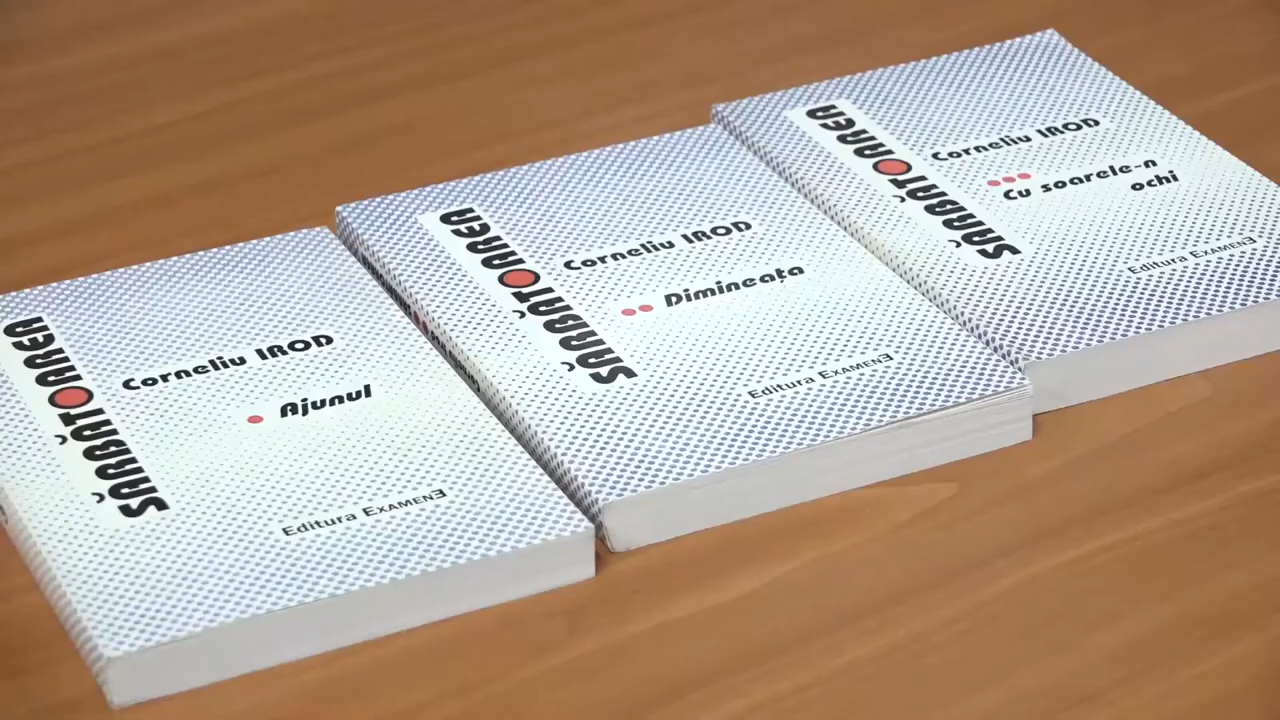 SĂRBĂTOAREA
Corneliu IROD
Ajunul
Editura EXAMENE
SĂRBĂTOAREA
Corneliu IROD
Dimineața
Editura EXAMENE
SĂRBĂTOAREA
Corneliu IROD
Cu soarele-n
ochi
Editura EXAMENE